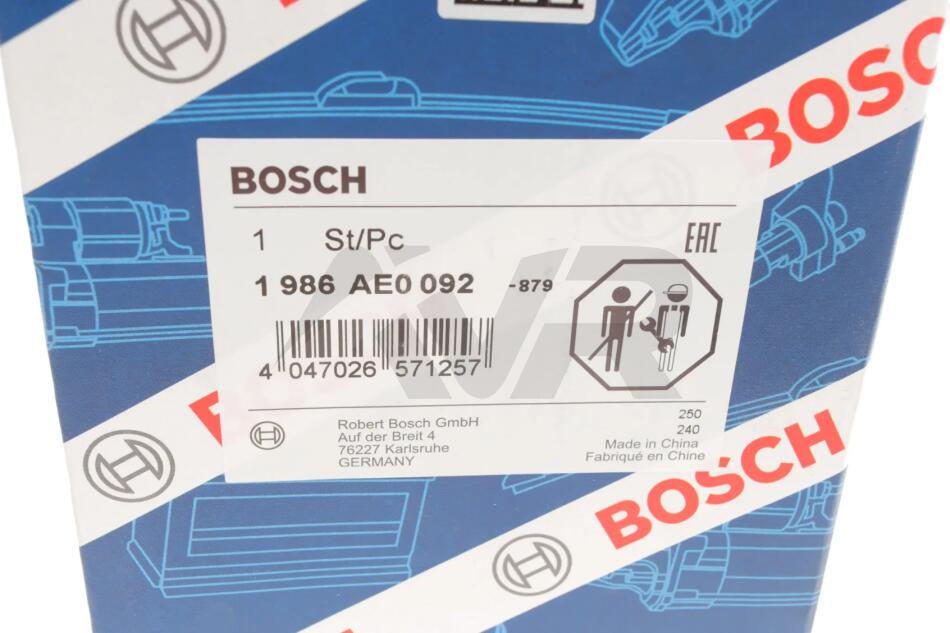 BOSCH
BOSCH
1 St/Pc
EAC
1 986 AE0 092 -879
4 047026 571257
Robert Bosch GmbH
Auf der Breit 4
76227 Karlsruhe
GERMANY
250
240
Made in China
Fabriqué en Chine
BOSCH